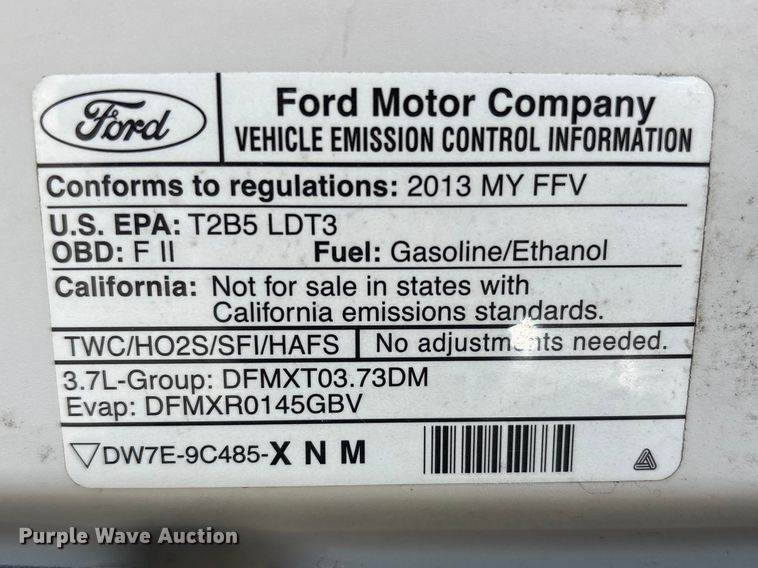 Ford
Ford Motor Company
VEHICLE EMISSION CONTROL INFORMATION
Conforms to regulations: 2013 MY FFV
U.S. EPA: T2B5 LDT3
OBD: F II Fuel: Gasoline/Ethanol
California: Not for sale in states with
California emissions standards.
TWC/HO2S/SFI/HAFS No adjustments needed.
3.7L-Group: DFMXT03.73DM
Evap: DFMXR0145GBV
DW7E-9C485-X N M
Purple Wave Auction